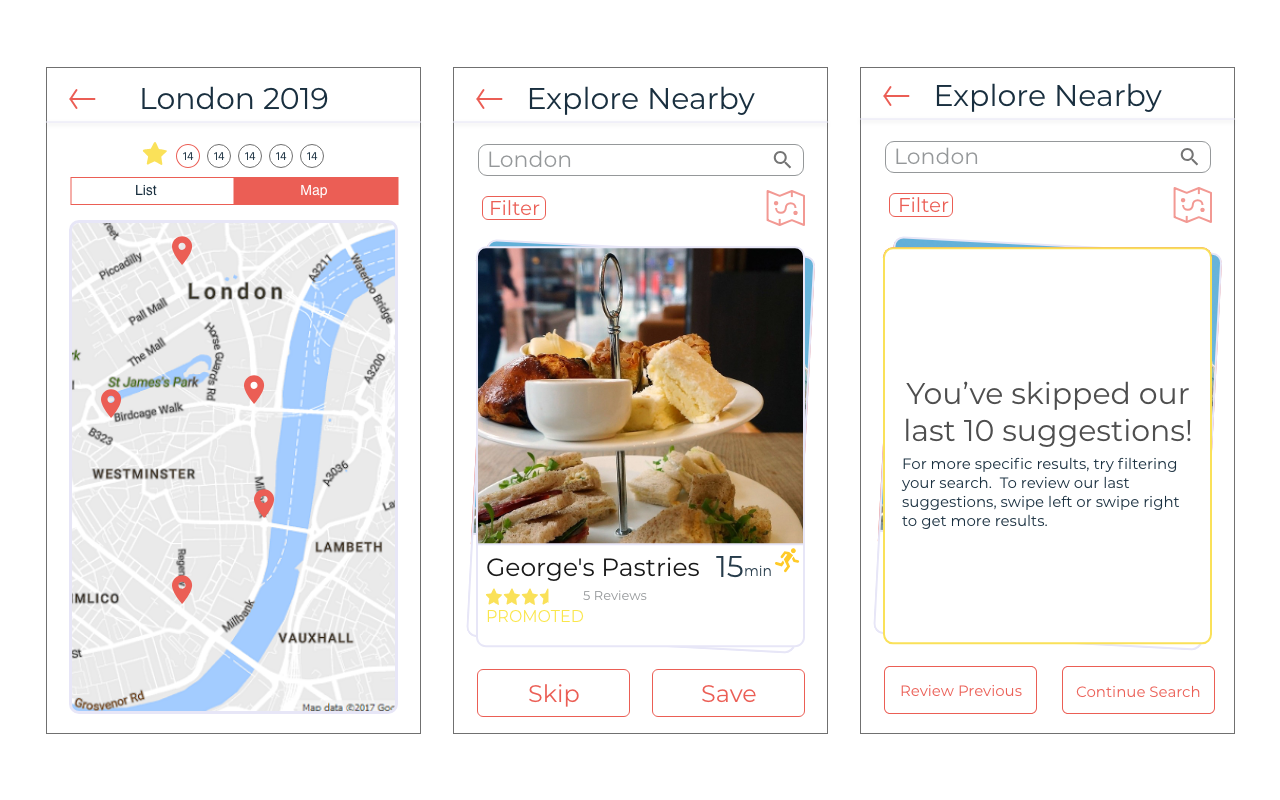 London 2019
14 14 14 14 14
List Map
Piccadilly
A3211
Waterloo Bridge
London
Pall Mall
The Mall
Horse Guards Rd
A3200
St James's Park
Birdcage Walk
B323
WESTMINSTER
A3036
LAMBETH
Millbank
VAUXHALL
Grosvenor Rd
Map data ©2017 Goo
Explore Nearby
London
Filter
George's Pastries 15min
5 Reviews
PROMOTED
Skip Save
Explore Nearby
London
Filter
You’ve skipped our
last 10 suggestions!
For more specific results, try filtering
your search. To review our last
suggestions, swipe left or swipe right
to get more results.
Review Previous Continue Search